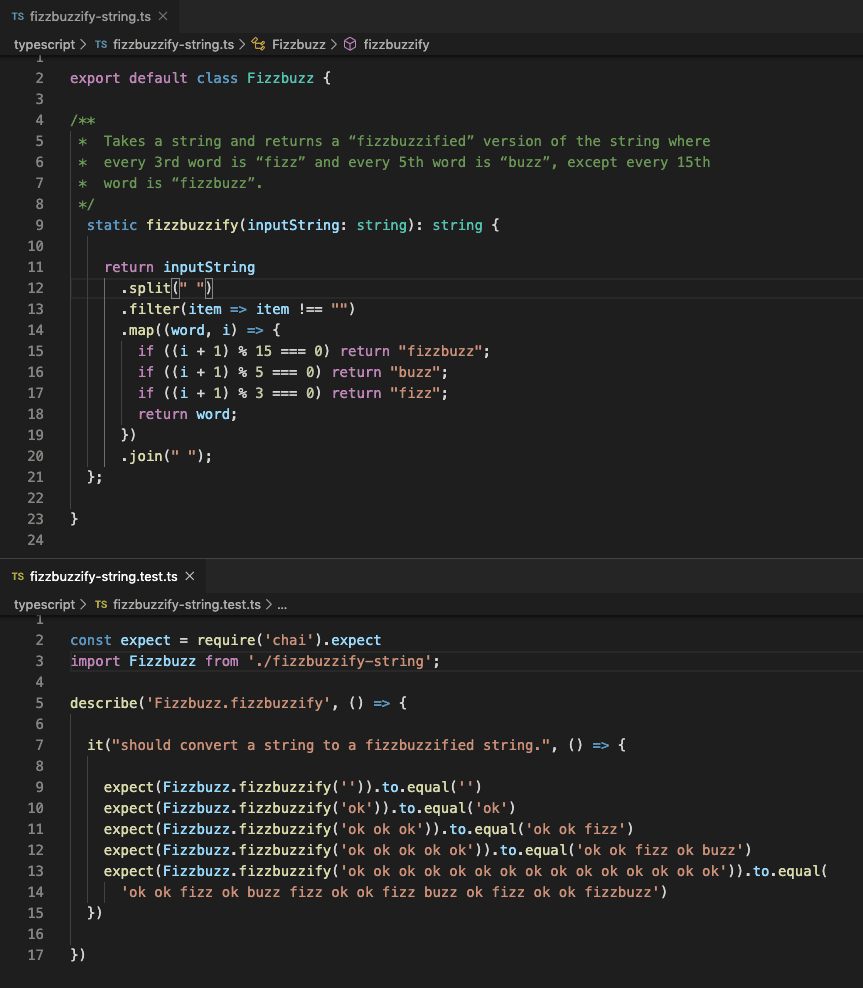 TS fizzbuzzify-string.ts ×
typescript > TS fizzbuzzify-string.ts > Fizzbuzz > fizzbuzzify
1
2 export default class Fizzbuzz {
3
4 /**
5 * Takes a string and returns a “fizzbuzzified” version of the string where
6 * every 3rd word is “fizz” and every 5th word is “buzz”, except every 15th
7 * word is “fizzbuzz”.
8 */
9 static fizzbuzzify(inputString: string): string {
10
11 return inputString
12 .split(" ")
13 .filter(item => item !== "")
14 .map((word, i) => {
15 if ((i + 1) % 15 === 0) return "fizzbuzz";
16 if ((i + 1) % 5 === 0) return "buzz";
17 if ((i + 1) % 3 === 0) return "fizz";
18 return word;
19 })
20 .join(" ");
21 };
22
23 }
24
TS fizzbuzzify-string.test.ts ×
typescript > TS fizzbuzzify-string.test.ts > ...
1
2 const expect = require('chai').expect
3 import Fizzbuzz from './fizzbuzzify-string';
4
5 describe('Fizzbuzz.fizzbuzzify', () => {
6
7 it("should convert a string to a fizzbuzzified string.", () => {
8
9 expect(Fizzbuzz.fizzbuzzify('')).to.equal('')
10 expect(Fizzbuzz.fizzbuzzify('ok')).to.equal('ok')
11 expect(Fizzbuzz.fizzbuzzify('ok ok ok')).to.equal('ok ok fizz')
12 expect(Fizzbuzz.fizzbuzzify('ok ok ok ok ok')).to.equal('ok ok fizz ok buzz')
13 expect(Fizzbuzz.fizzbuzzify('ok ok ok ok ok ok ok ok ok ok ok ok ok ok ok')).to.equal(
14 'ok ok fizz ok buzz fizz ok ok fizz buzz ok fizz ok ok fizzbuzz')
15 })
16
17 })